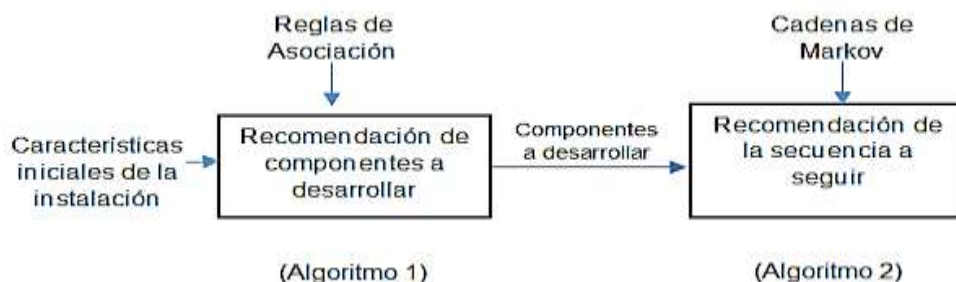 Reglas de
Asociación
Cadenas de
Markov
Características
iniciales de la
instalación
Recomendación de
componentes a
desarrollar
Componentes
a desarrollar
Recomendación de
la secuencia a
seguir
(Algoritmo 1)
(Algoritmo 2)